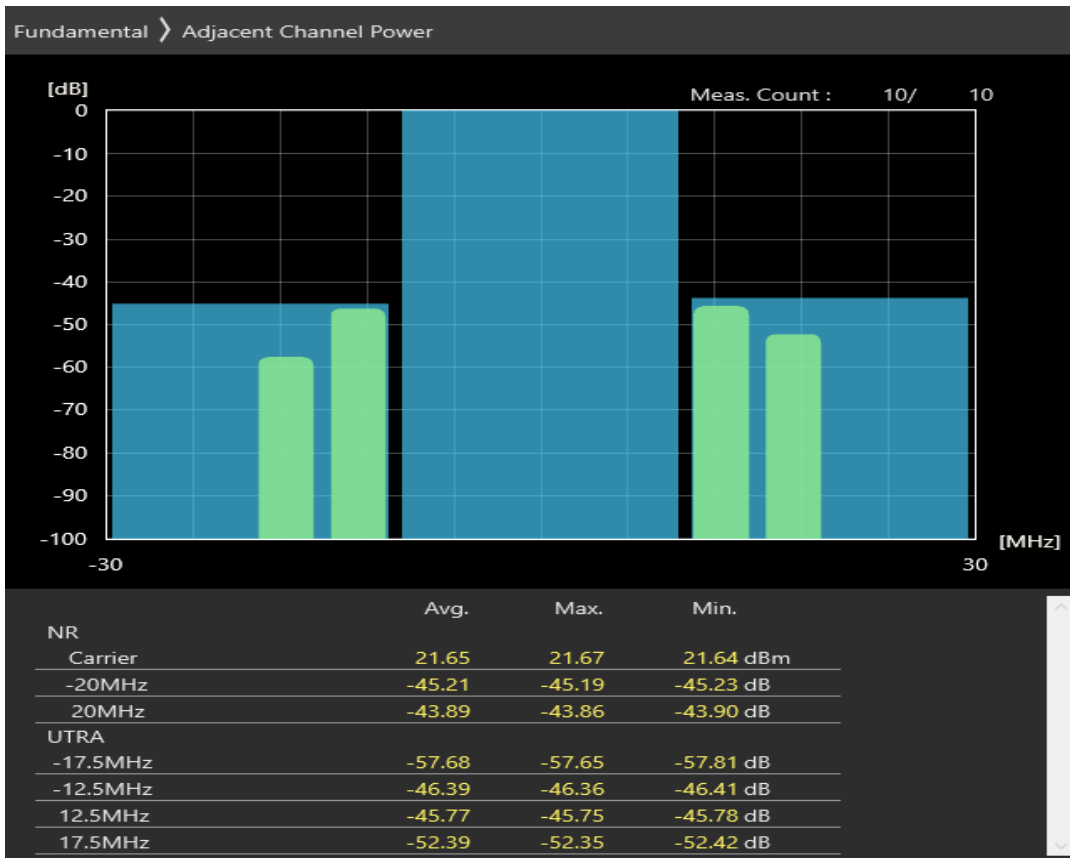 Fundamental ❭ Adjacent Channel Power
[dB]
Meas. Count : 10/ 10
0
-10
-20
-30
-40
-50
-60
-70
-80
-90
-100
[MHz]
-30 30
Avg. Max. Min.
NR
Carrier 21.65 21.67 21.64 dBm
-20MHz -45.21 -45.19 -45.23 dB
20MHz -43.89 -43.86 -43.90 dB
UTRA
-17.5MHz -57.68 -57.65 -57.81 dB
-12.5MHz -46.39 -46.36 -46.41 dB
12.5MHz -45.77 -45.75 -45.78 dB
17.5MHz -52.39 -52.35 -52.42 dB